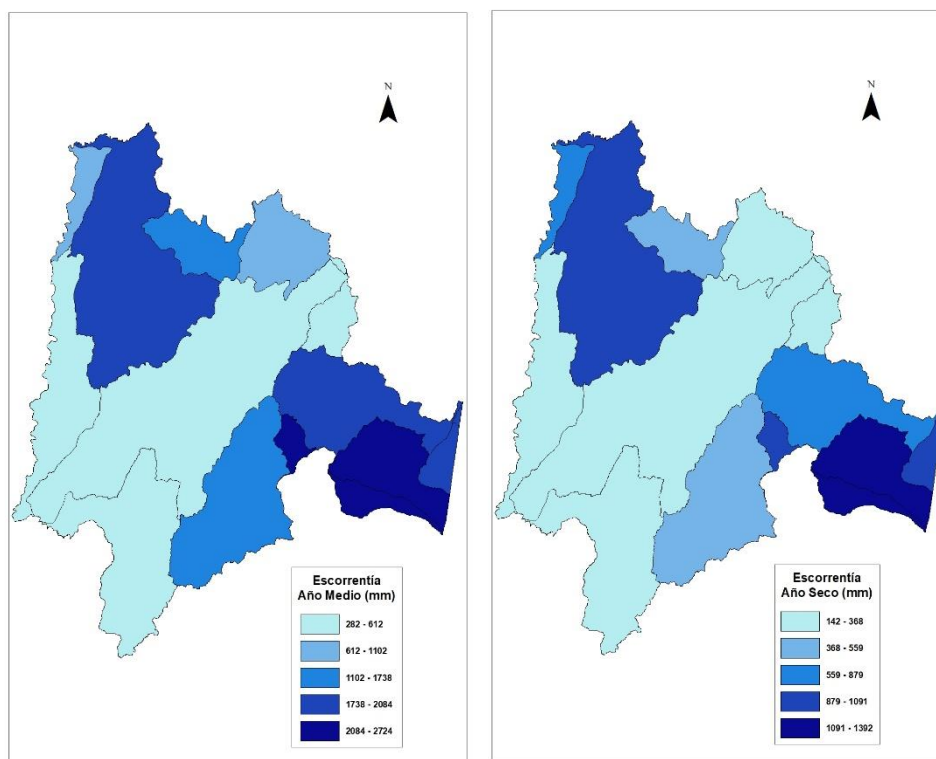 N
Escorrentía
Año Medio (mm)
282 - 612
612 - 1102
1102 - 1738
1738 - 2084
2084 - 2724
N
Escorrentía
Año Seco (mm)
142 - 368
368 - 559
559 - 879
879 - 1091
1091 - 1392